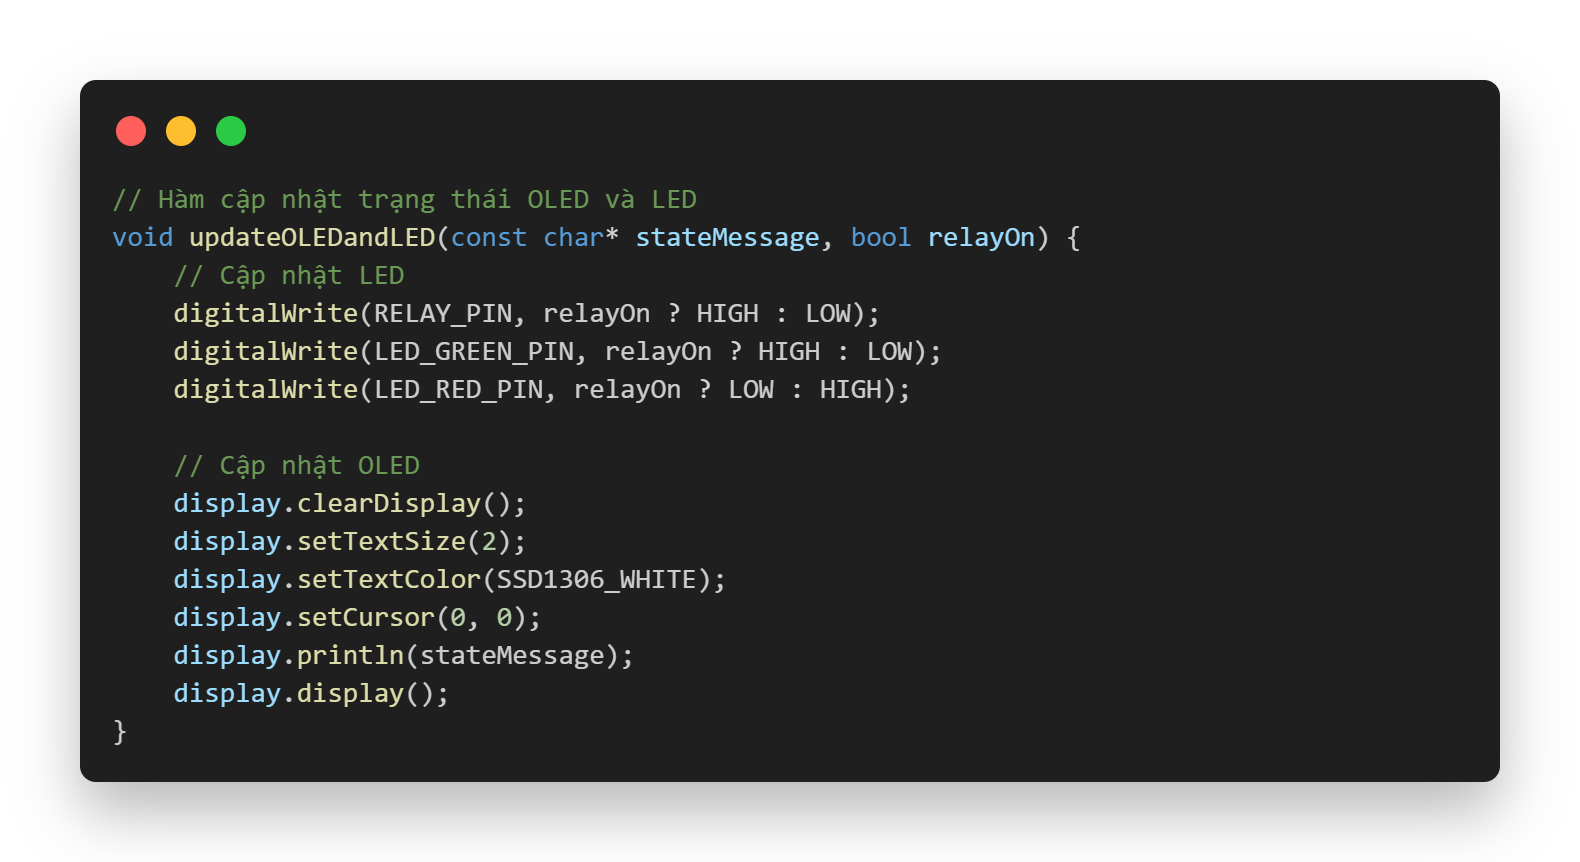 // Hàm cập nhật trạng thái OLED và LED
void updateOLEDandLED(const char* stateMessage, bool relayOn) {
    // Cập nhật LED
    digitalWrite(RELAY_PIN, relayOn ? HIGH : LOW);
    digitalWrite(LED_GREEN_PIN, relayOn ? HIGH : LOW);
    digitalWrite(LED_RED_PIN, relayOn ? LOW : HIGH);

    // Cập nhật OLED
    display.clearDisplay();
    display.setTextSize(2);
    display.setTextColor(SSD1306_WHITE);
    display.setCursor(0, 0);
    display.println(stateMessage);
    display.display();
}